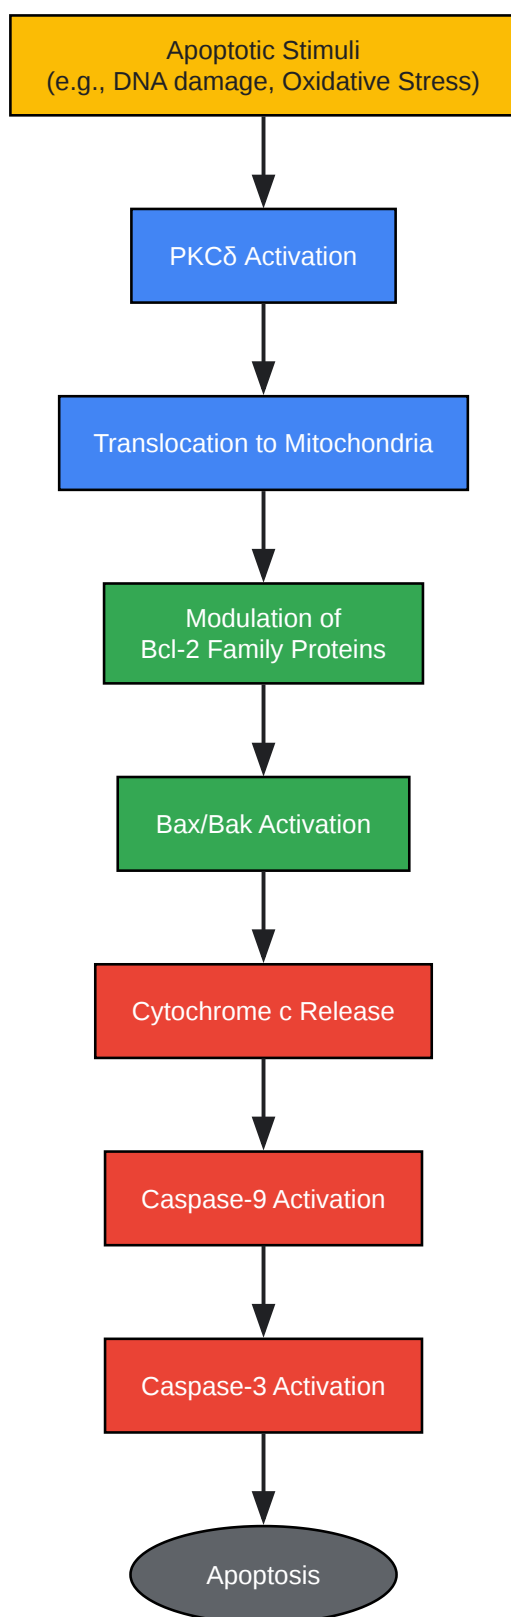 Apoptotic Stimuli
(e.g., DNA damage, Oxidative Stress)
PKCδ Activation
Translocation to Mitochondria
Modulation of
Bcl-2 Family Proteins
Bax/Bak Activation
Cytochrome c Release
Caspase-9 Activation
Caspase-3 Activation
Apoptosis